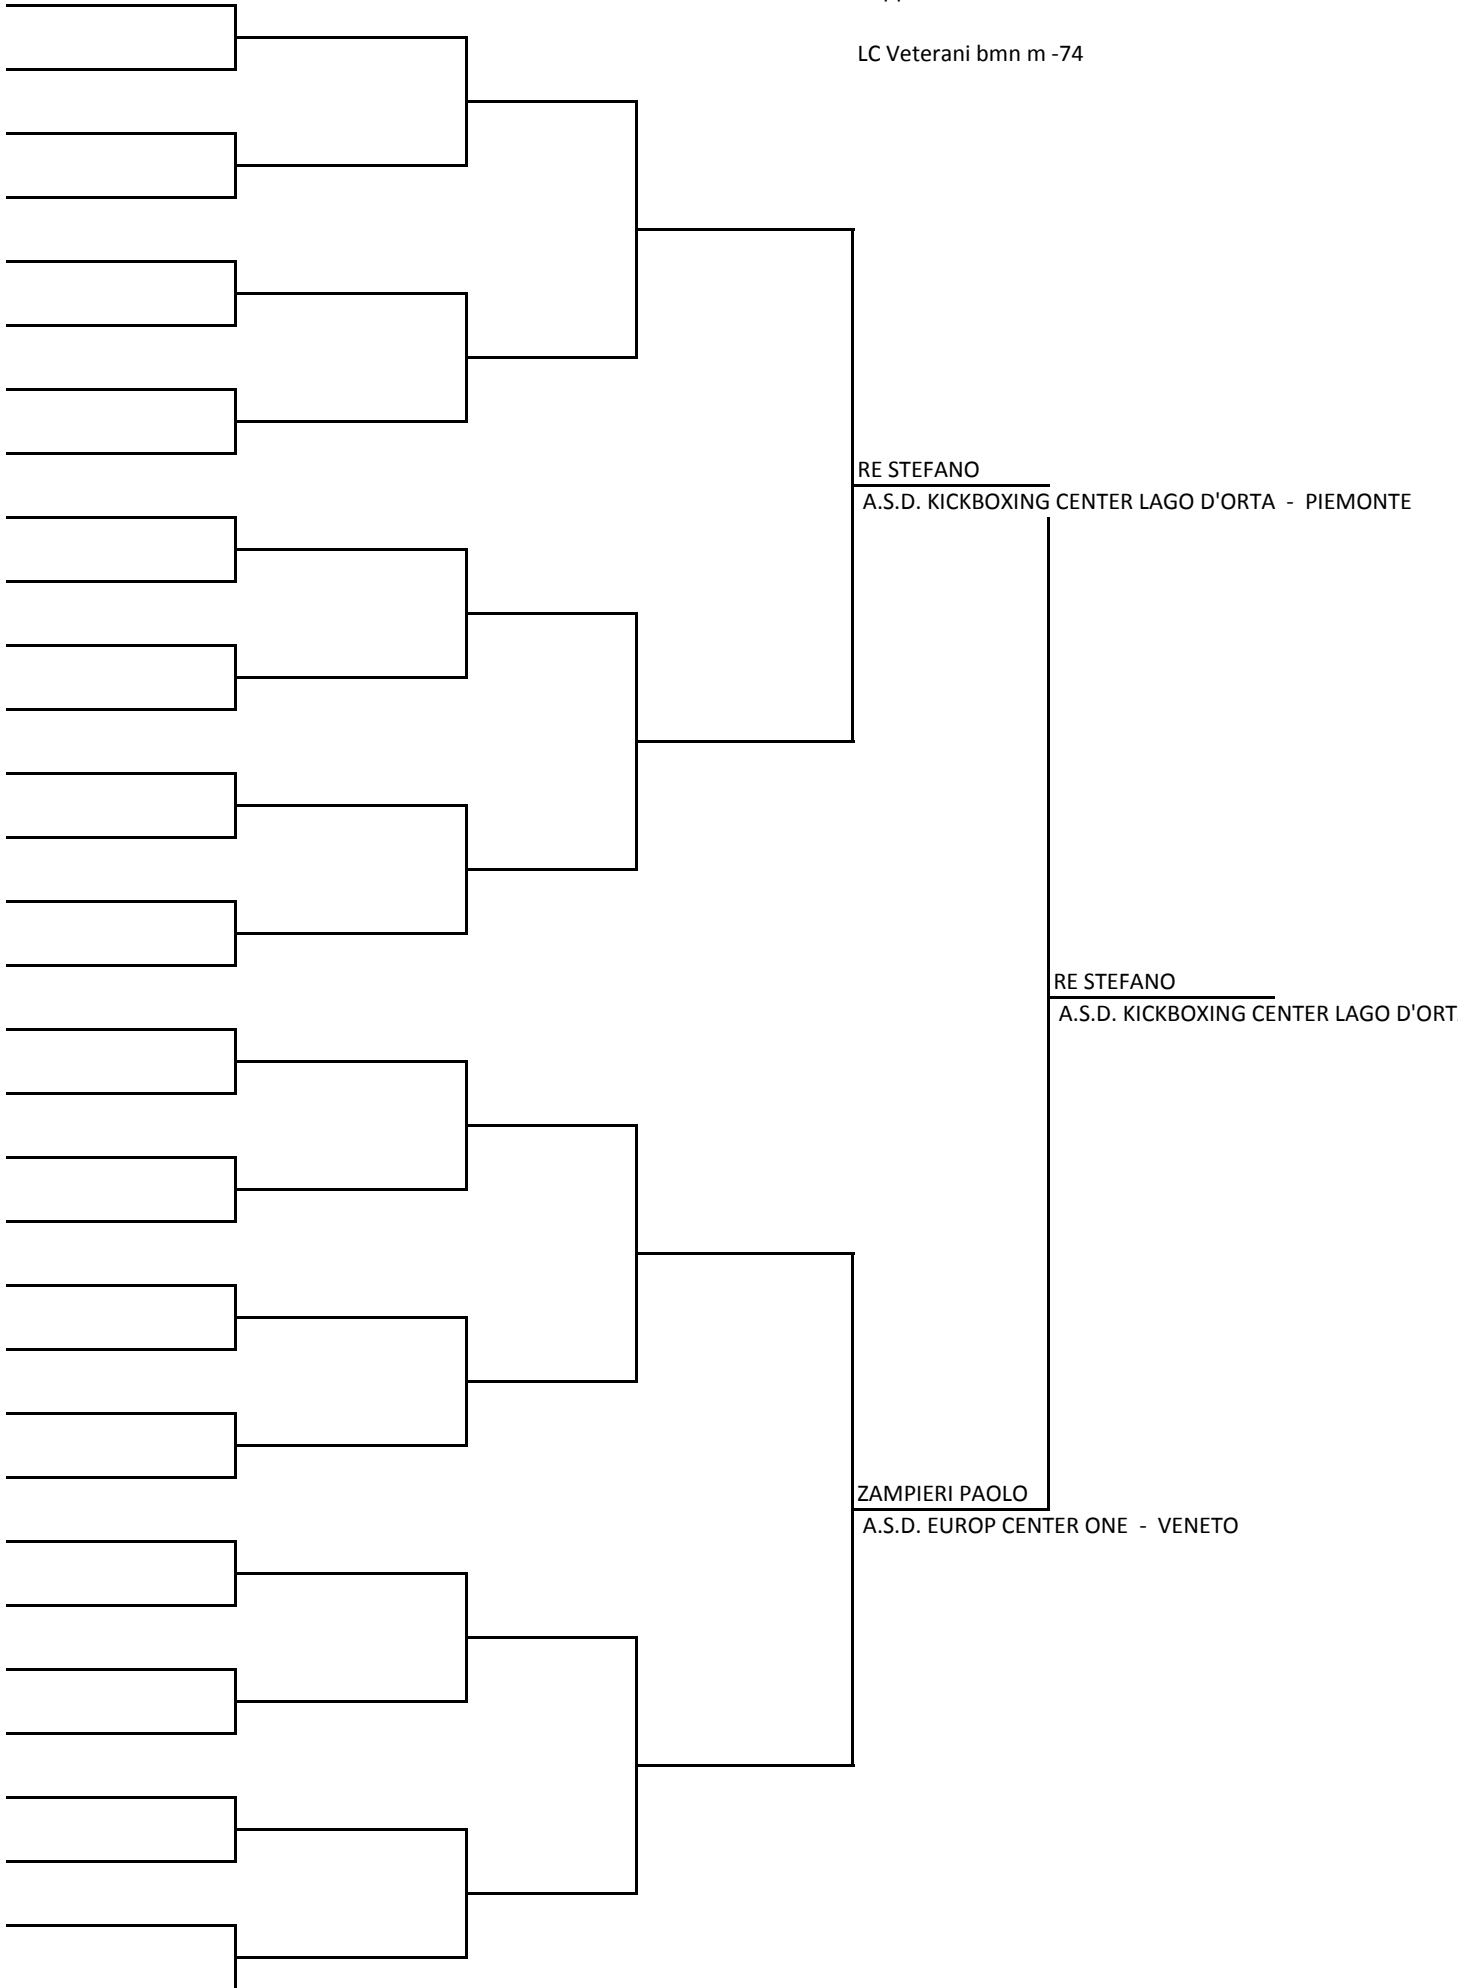 LC Veterani bmn m -74
RE STEFANO
A.S.D. KICKBOXING CENTER LAGO D'ORTA - PIEMONTE
RE STEFANO
A.S.D. KICKBOXING CENTER LAGO D'ORT
ZAMPIERI PAOLO
A.S.D. EUROP CENTER ONE - VENETO